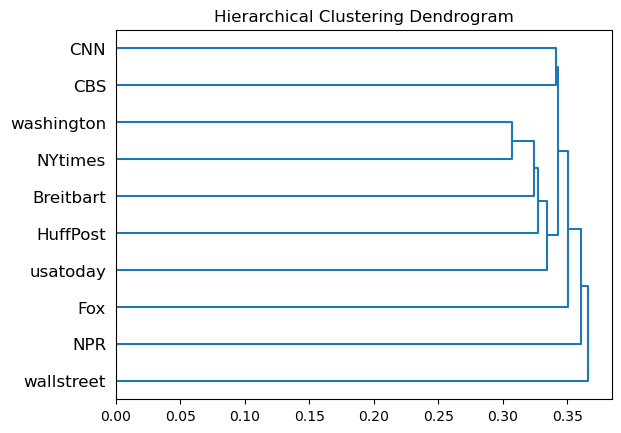 Hierarchical Clustering Dendrogram
CNN
CBS
washington
NYtimes
Breitbart
HuffPost
usatoday
Fox
NPR
wallstreet
0.00 0.05 0.10 0.15 0.20 0.25 0.30 0.35